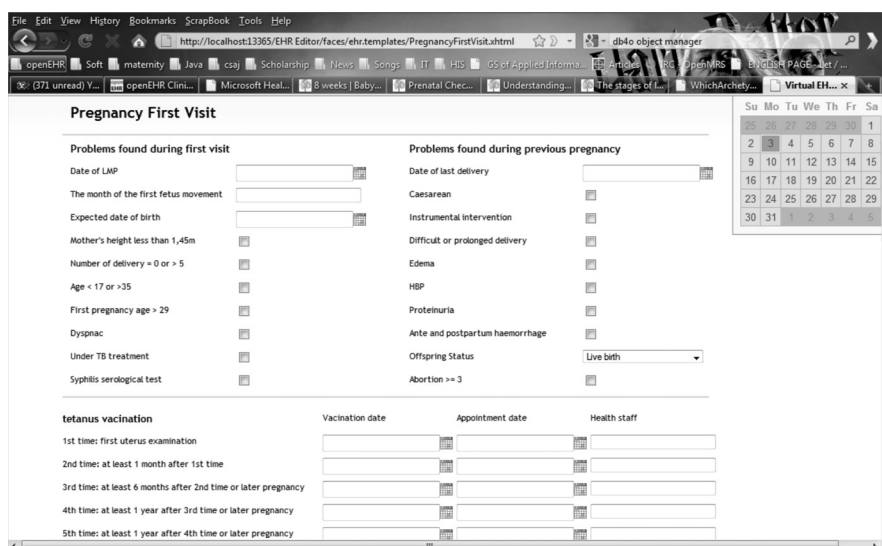 File Edit View History Bookmarks ScrapBook Tools Help
http://localhost:13365/EHR Editor/faces/ehr.templates/PregnancyFirstVisit.xhtml db4o object manager
openEHR Soft maternity Java csaj Scholarship News Songs IT HIS GS ef Applied Informa... Articles IRC OpenMRS ENGLISH PAGE - Let / ...
(371 unread) Y... openEHR Clini... Microsoft Heal... 8 weeks | Baby... Prenatal Chec... Understanding... The stages of l... WhichArchety... Virtual EH... x +
Pregnancy First Visit
Su Mo Tu We Th Fr Sa
25 26 27 28 29 30 1
2 3 4 5 6 7 8
9 10 11 12 13 14 15
16 17 18 19 20 21 22
23 24 25 26 27 28 29
30 31 1 2 3 4 5
Problems found during first visit Problems found during previous pregnancy
Date of LMP Date of last delivery
The month of the first fetus movement Caesarean
Expected date of birth Instrumental intervention
Mother's height less than 1,45m Difficult or prolonged delivery
Number of delivery = 0 or > 5 Edema
Age < 17 or >35 HBP
First pregnancy age > 29 Proteinuria
Dyspnac Ante and postpartum haemorrhage
Under TB treatment Offspring Status Live birth
Syphilis serological test Abortion >= 3
tetanus vacination Vacination date Appointment date Health staff
1st time: first uterus examination
2nd time: at least 1 month after 1st time
3rd time: at least 6 months after 2nd time or later pregnancy
4th time: at least 1 year after 3rd time or later pregnancy
5th time: at least 1 year after 4th time or later pregnancy